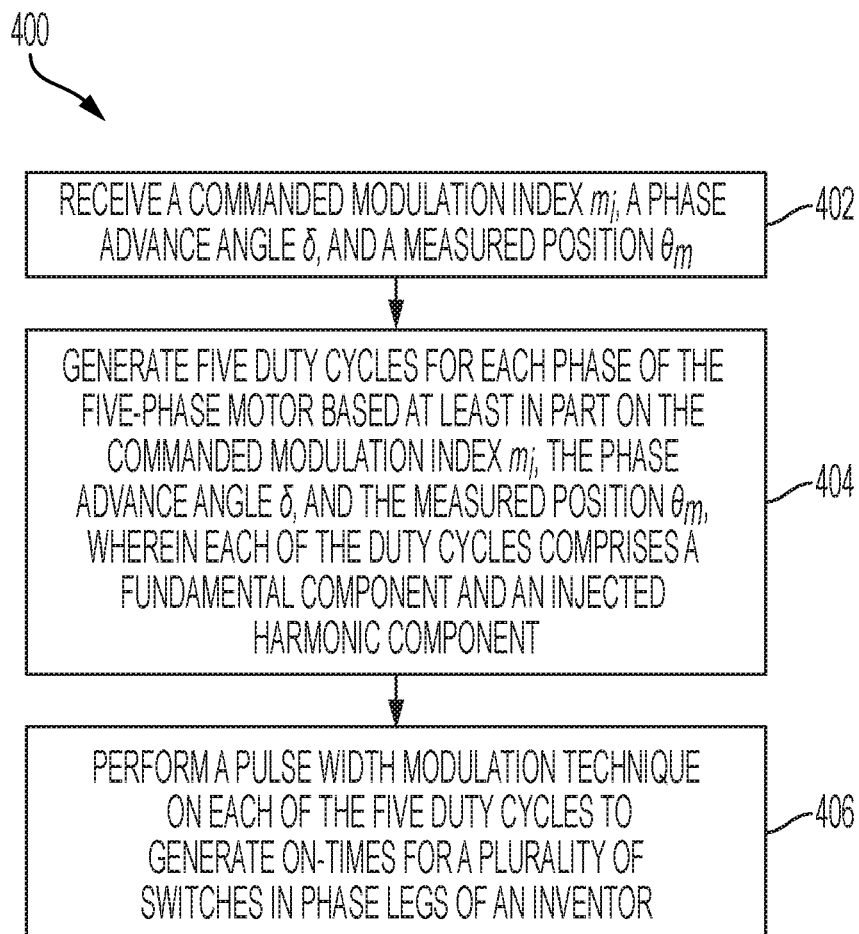 400
RECEIVE A COMMANDED MODULATION INDEX mi, A PHASE
ADVANCE ANGLE δ, AND A MEASURED POSITION θm
402
GENERATE FIVE DUTY CYCLES FOR EACH PHASE OF THE
FIVE-PHASE MOTOR BASED AT LEAST IN PART ON THE
COMMANDED MODULATION INDEX mi, THE PHASE
ADVANCE ANGLE δ, AND THE MEASURED POSITION θm,
WHEREIN EACH OF THE DUTY CYCLES COMPRISES A
FUNDAMENTAL COMPONENT AND AN INJECTED
HARMONIC COMPONENT
404
PERFORM A PULSE WIDTH MODULATION TECHNIQUE
ON EACH OF THE FIVE DUTY CYCLES TO
GENERATE ON-TIMES FOR A PLURALITY OF
SWITCHES IN PHASE LEGS OF AN INVENTOR
406